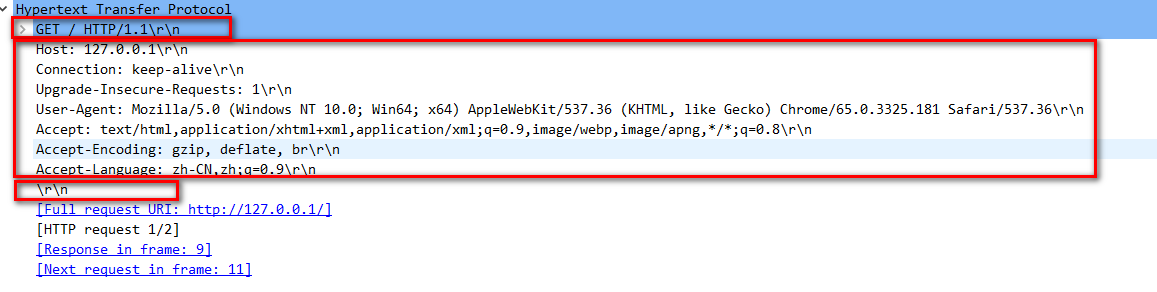 Hypertext Transfer Protocol
GET / HTTP/1.1\r\n
Host: 127.0.0.1\r\n
Connection: keep-alive\r\n
Upgrade-Insecure-Requests: 1\r\n
User-Agent: Mozilla/5.0 (Windows NT 10.0; Win64; x64) AppleWebKit/537.36 (KHTML, like Gecko) Chrome/65.0.3325.181 Safari/537.36\r\n
Accept: text/html,application/xhtml+xml,application/xml;q=0.9,image/webp,image/apng,*/*;q=0.8\r\n
Accept-Encoding: gzip, deflate, br\r\n
Accept-Language: zh-CN,zh;q=0.9\r\n
\r\n
[Full request URI: http://127.0.0.1/]
[HTTP request 1/2]
[Response in frame: 9]
[Next request in frame: 11]